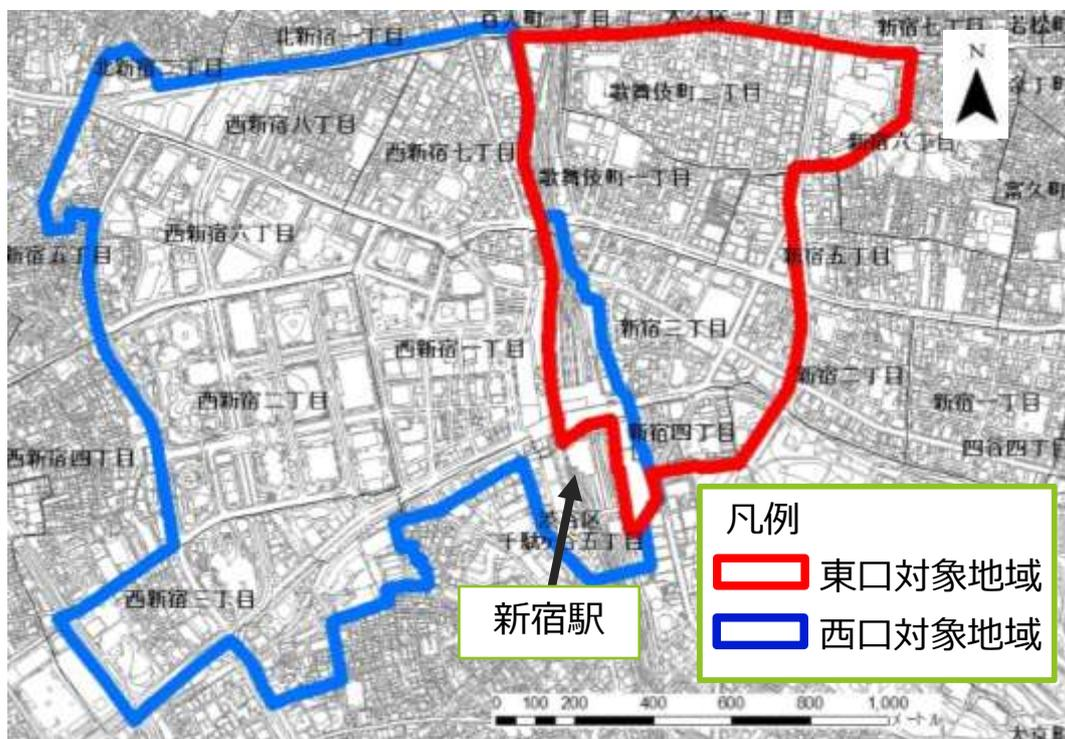 北新宿一丁目
大久保一丁目
新宿七丁目
若松町
北新宿二丁目
N
歌舞伎町二丁目
西新宿八丁目
西新宿七丁目
新宿六丁目
歌舞伎町一丁目
富久町
西新宿六丁目
新宿五丁目
新宿三丁目
西新宿一丁目
新宿二丁目
西新宿二丁目
新宿一丁目
新宿四丁目
四谷四丁目
西新宿四丁目
渋谷区
千駄ケ谷五丁目
西新宿三丁目
新宿駅
凡例
東口対象地域
西口対象地域
0 100 200 400 600 800 1,000
メートル
大京町